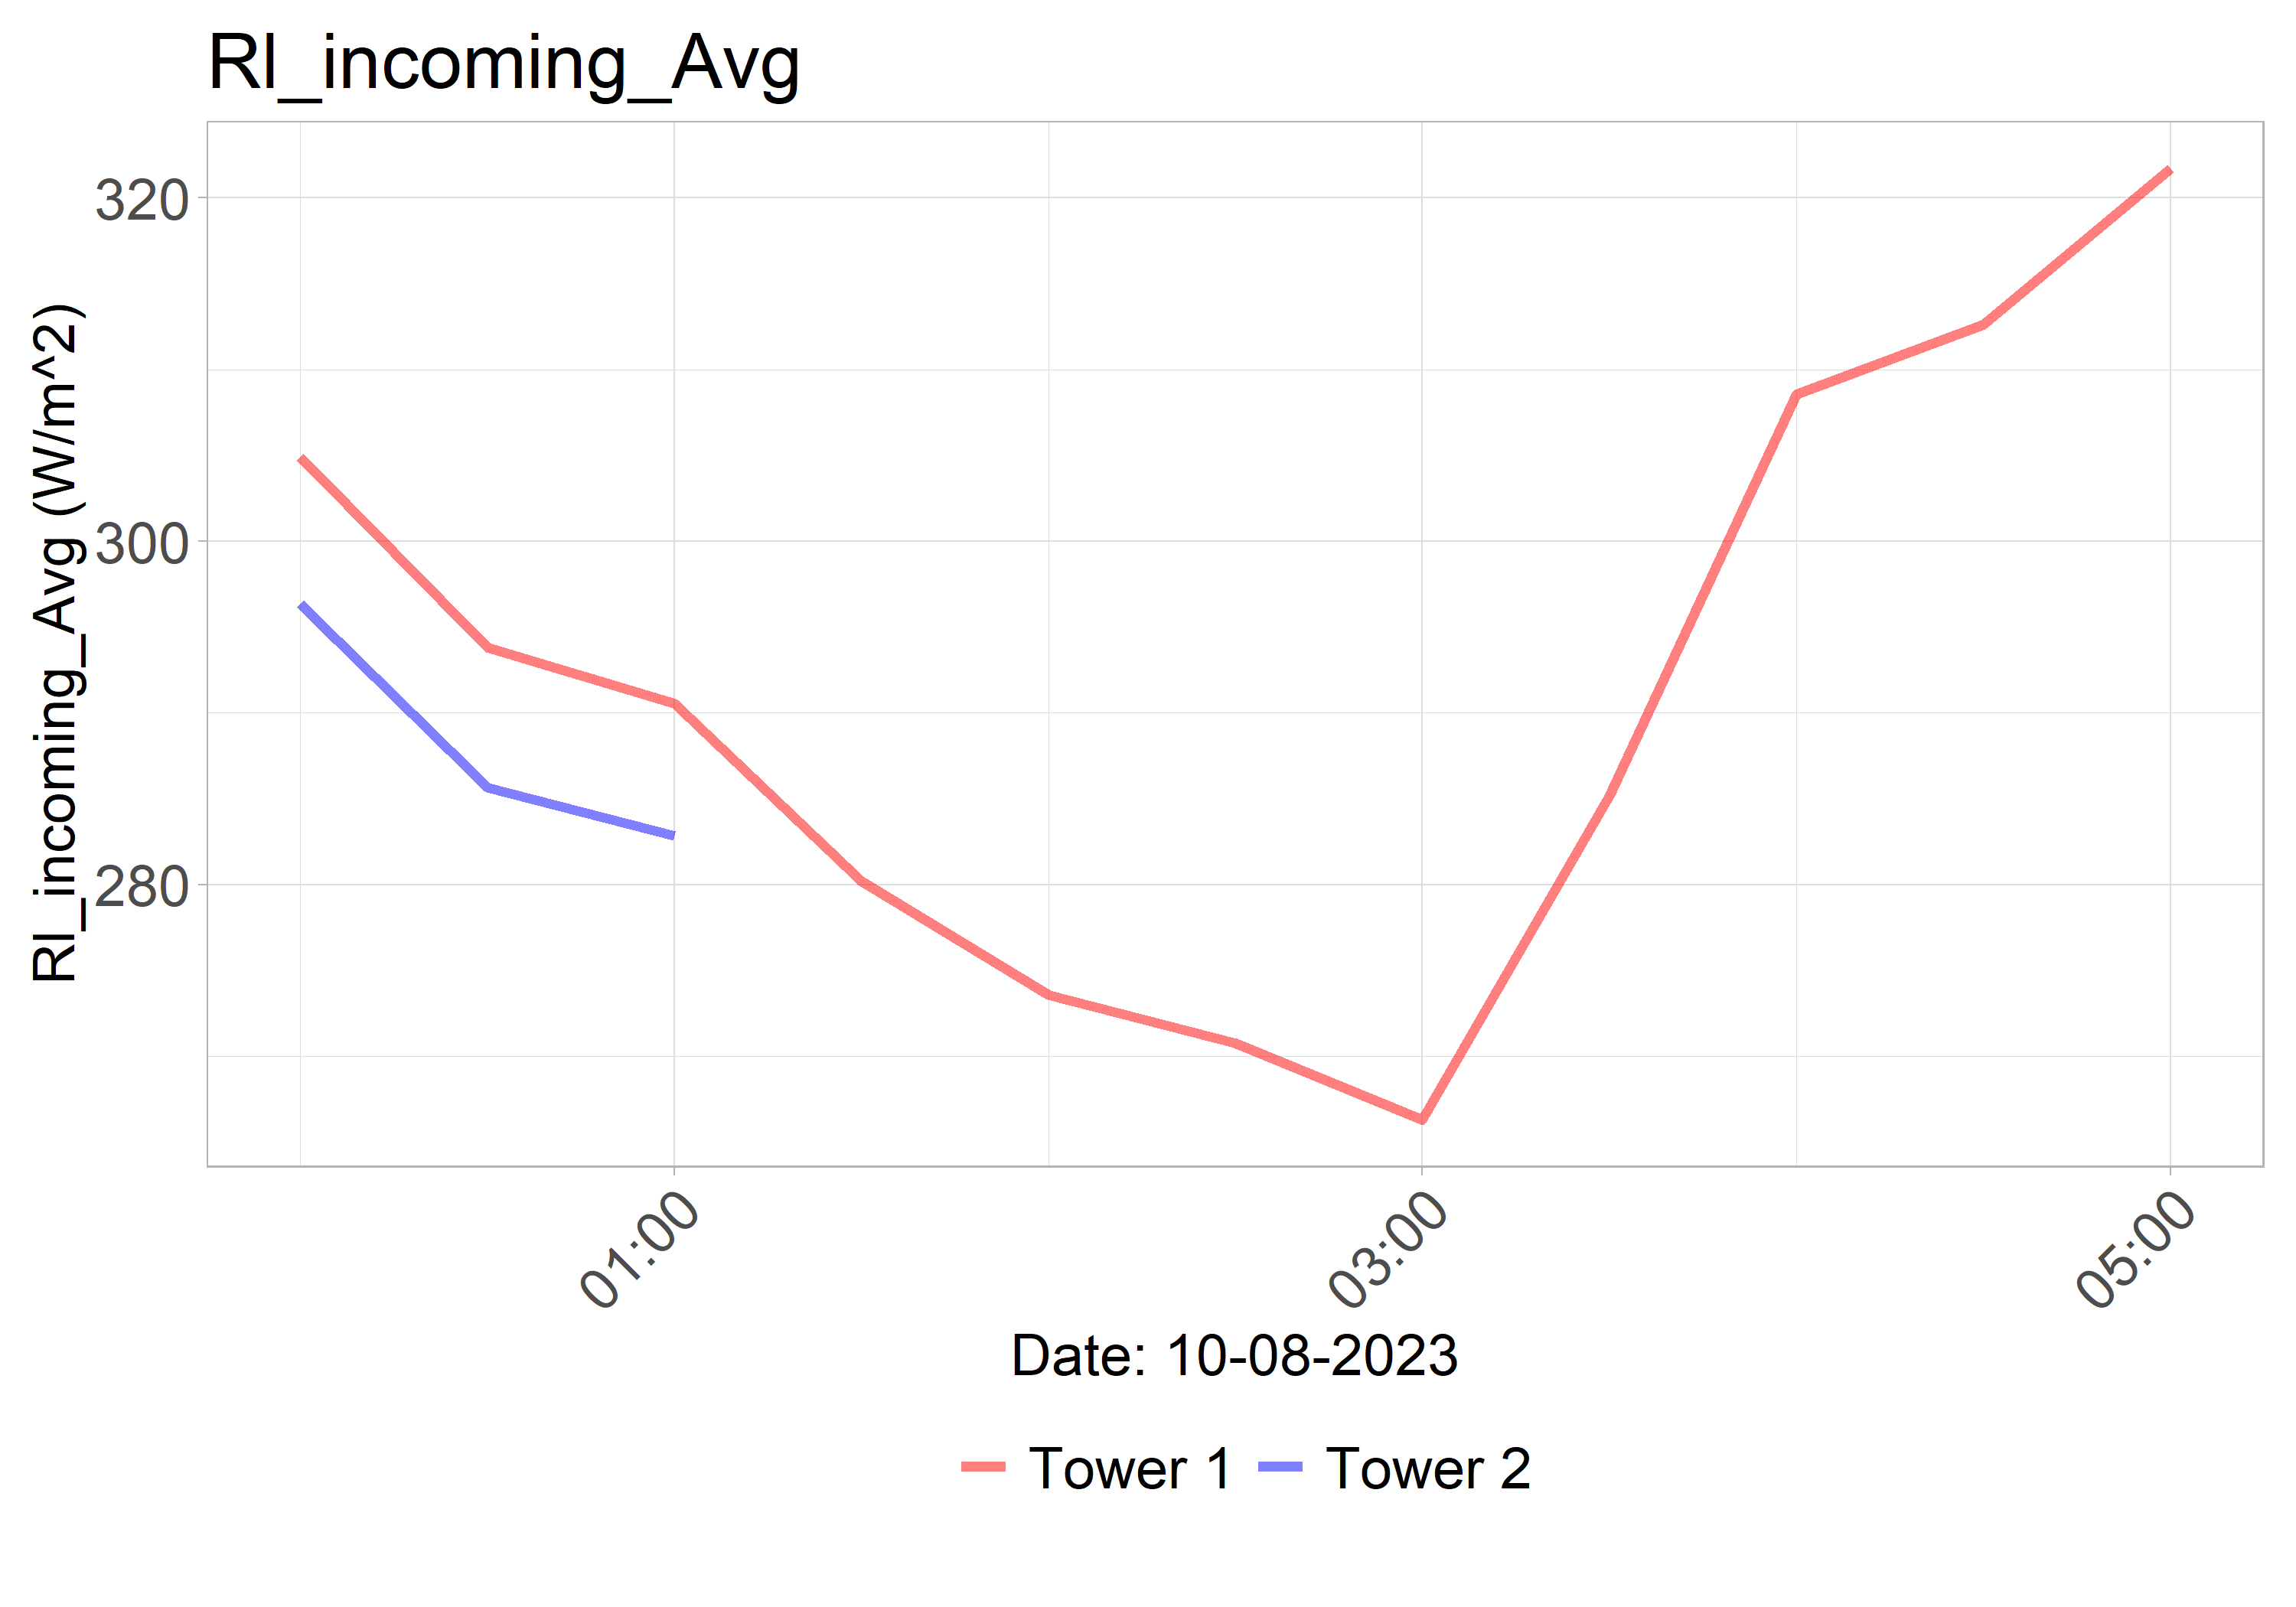 Rl_incoming_Avg
Rl_incoming_Avg (W/m^2)
320
300
280
01:00
03:00
05:00
Date: 10-08-2023
Tower 1
Tower 2